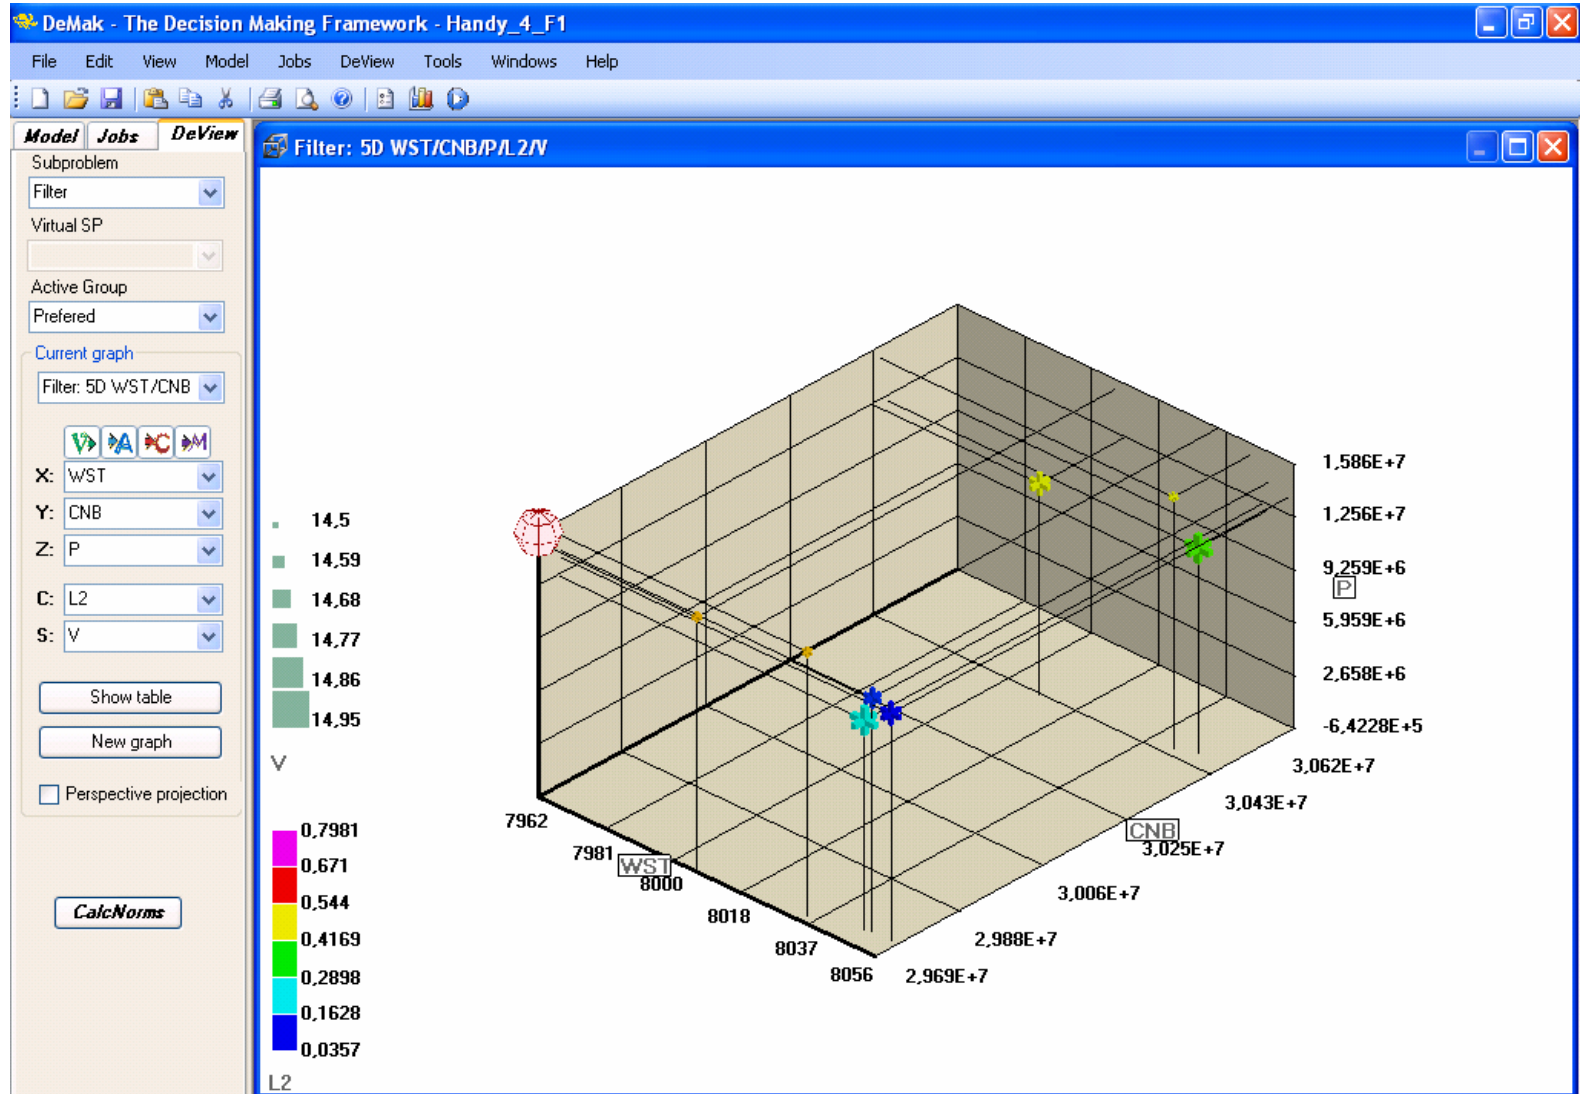 DeMak - The Decision Making Framework - Handy_4_F1
File Edit View Model Jobs DeView Tools Windows Help
Model Jobs DeView
Subproblem
Filter
Virtual SP
Active Group
Prefered
Current graph
Filter: 5D WST/CNB
V A C M
X: WST
Y: CNB
Z: P
C: L2
S: V
Show table
New graph
Perspective projection
CalcNorms
Filter: 5D WST/CNB/P/L2/V
14,5
14,59
14,68
14,77
14,86
14,95
V
0,7981
0,671
0,544
0,4169
0,2898
0,1628
0,0357
L2
7962
7981
WST
8000
8018
8037
8056
2,969E+7
2,988E+7
3,006E+7
CNB
3,025E+7
3,043E+7
3,062E+7
1,586E+7
1,256E+7
9,259E+6
P
5,959E+6
2,658E+6
-6,4228E+5